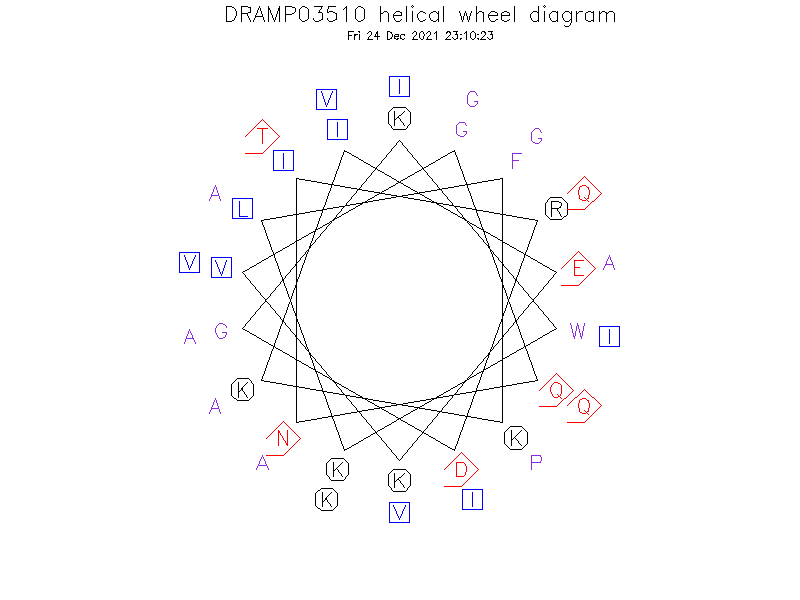 DRAMP03510 helical wheel diagram
Fri 24 Dec 2021 23:10:23
I
V G
K
I G
T G
I F
A Q
L R
V V E A
A G W I
K Q
A Q
N K
A P
K D
K I
K
V